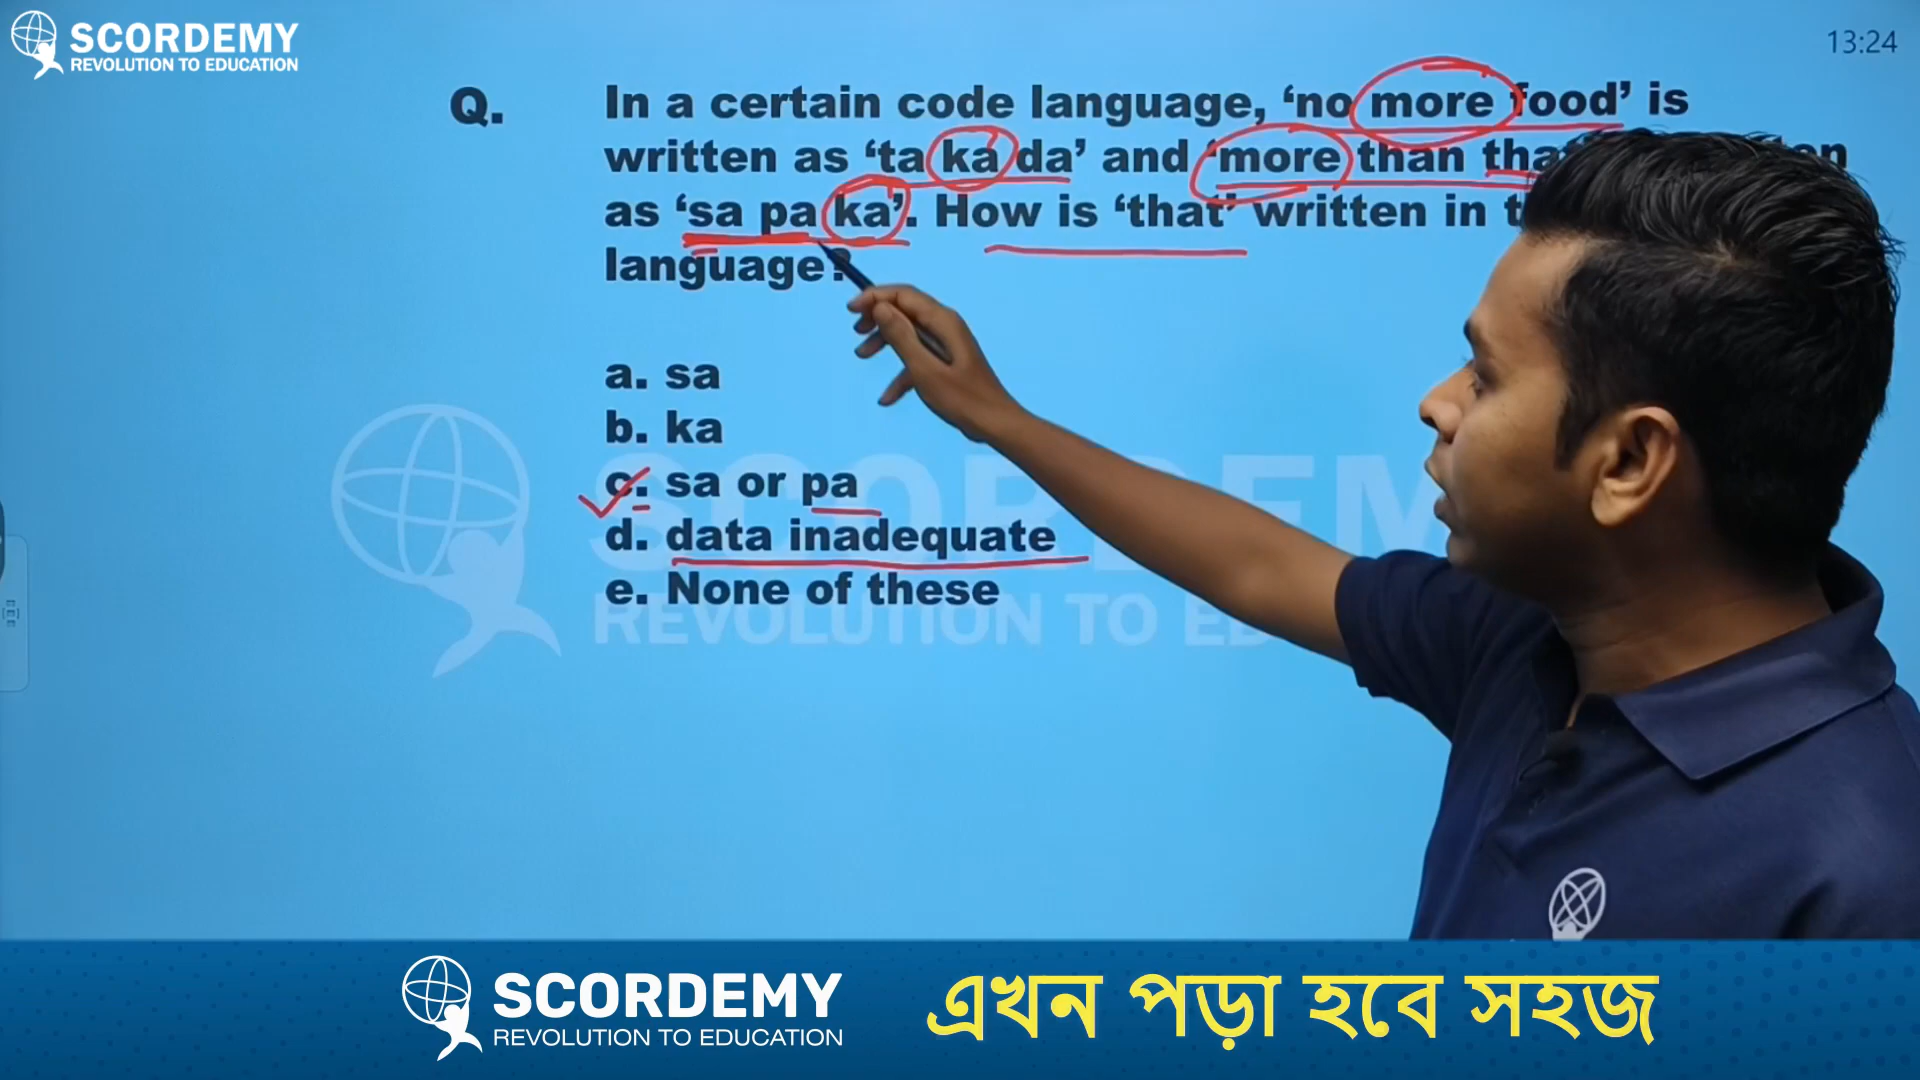 SCORDEMY
REVOLUTION TO EDUCATION
13:24
Q. In a certain code language, ‘no more food’ is
written as ‘ta ka da’ and ‘more than
as ‘sa pa ka’. How is ‘that’ written in
language?
a. sa
b. ka
c. sa or pa
d. data inadequate
e. None of these
REVOLUTION TO
SCORDEMY
REVOLUTION TO EDUCATION
এখন পড়া হবে সহজ